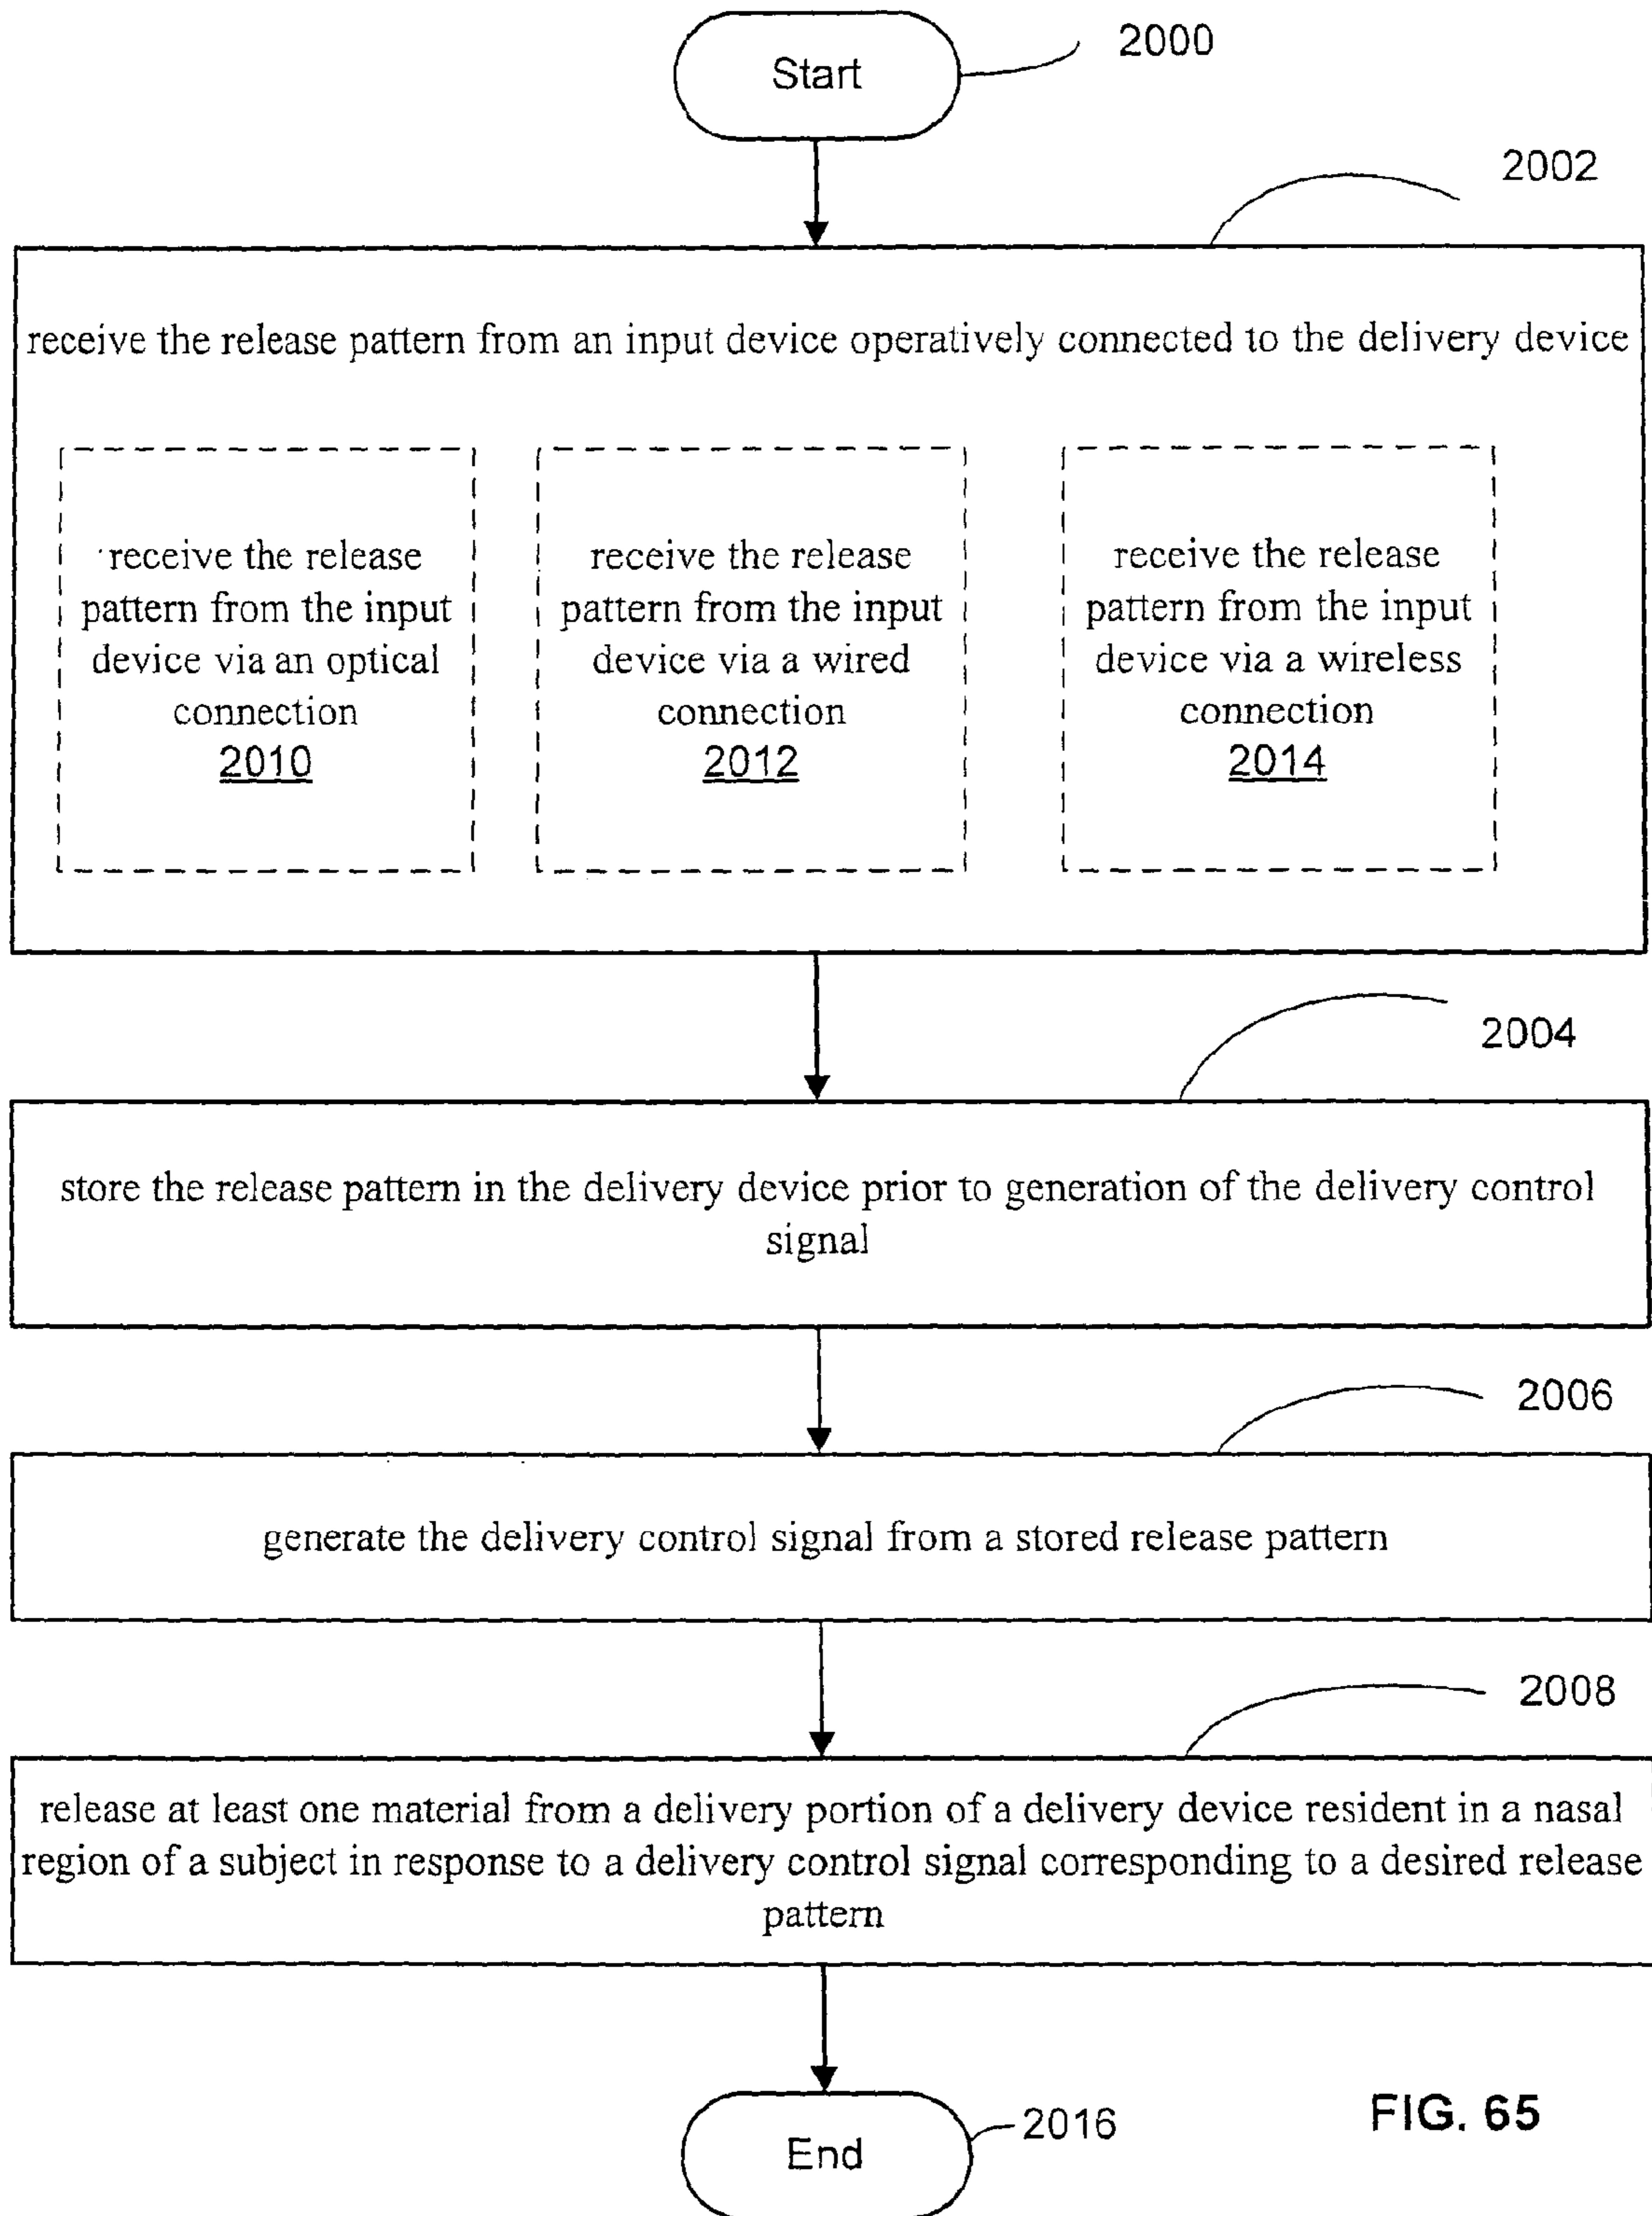 Start
2000
2002
receive the release pattern from an input device operatively connected to the delivery device
receive the release
pattern from the input
device via an optical
connection
2010
receive the release
pattern from the input
device via a wired
connection
2012
receive the release
pattern from the input
device via a wireless
connection
2014
2004
store the release pattern in the delivery device prior to generation of the delivery control
signal
2006
generate the delivery control signal from a stored release pattern
2008
release at least one material from a delivery portion of a delivery device resident in a nasal
region of a subject in response to a delivery control signal corresponding to a desired release
pattern
End
2016
FIG. 65